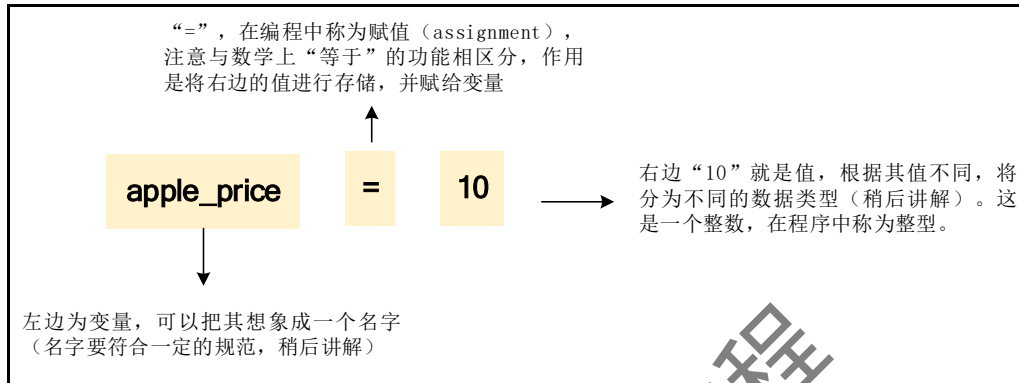 “=”，在编程中称为赋值（assignment），
注意与数学上“等于”的功能相区分，作用
是将右边的值进行存储，并赋给变量
apple_price = 10
右边“10”就是值，根据其值不同，将
分为不同的数据类型（稍后讲解）。这
是一个整数，在程序中称为整型。
左边为变量，可以把其想象成一个名字
（名字要符合一定的规范，稍后讲解）
程